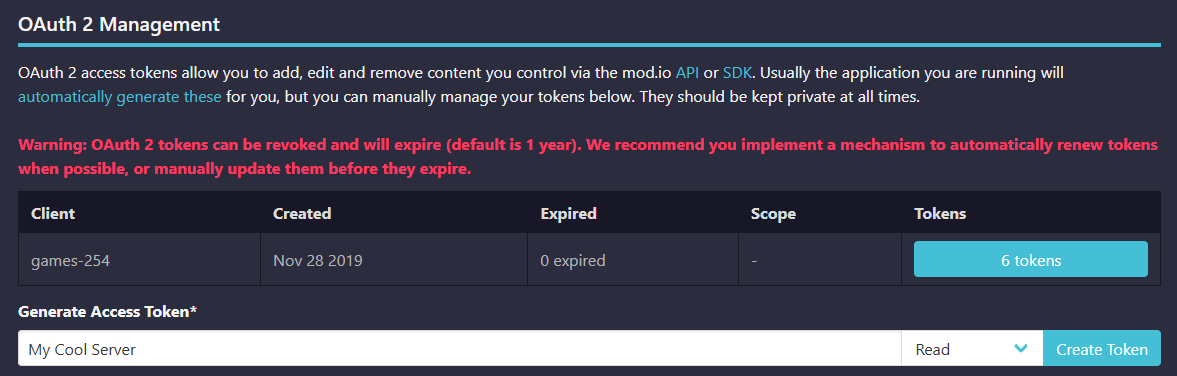 OAuth 2 Management
OAuth 2 access tokens allow you to add, edit and remove content you control via the mod.io API or SDK. Usually the application you are running will
automatically generate these for you, but you can manually manage your tokens below. They should be kept private at all times.
Warning: OAuth 2 tokens can be revoked and will expire (default is 1 year). We recommend you implement a mechanism to automatically renew tokens
when possible, or manually update them before they expire.
Client Created Expired Scope Tokens
games-254 Nov 28 2019 0 expired - 6 tokens
Generate Access Token*
My Cool Server Read Create Token